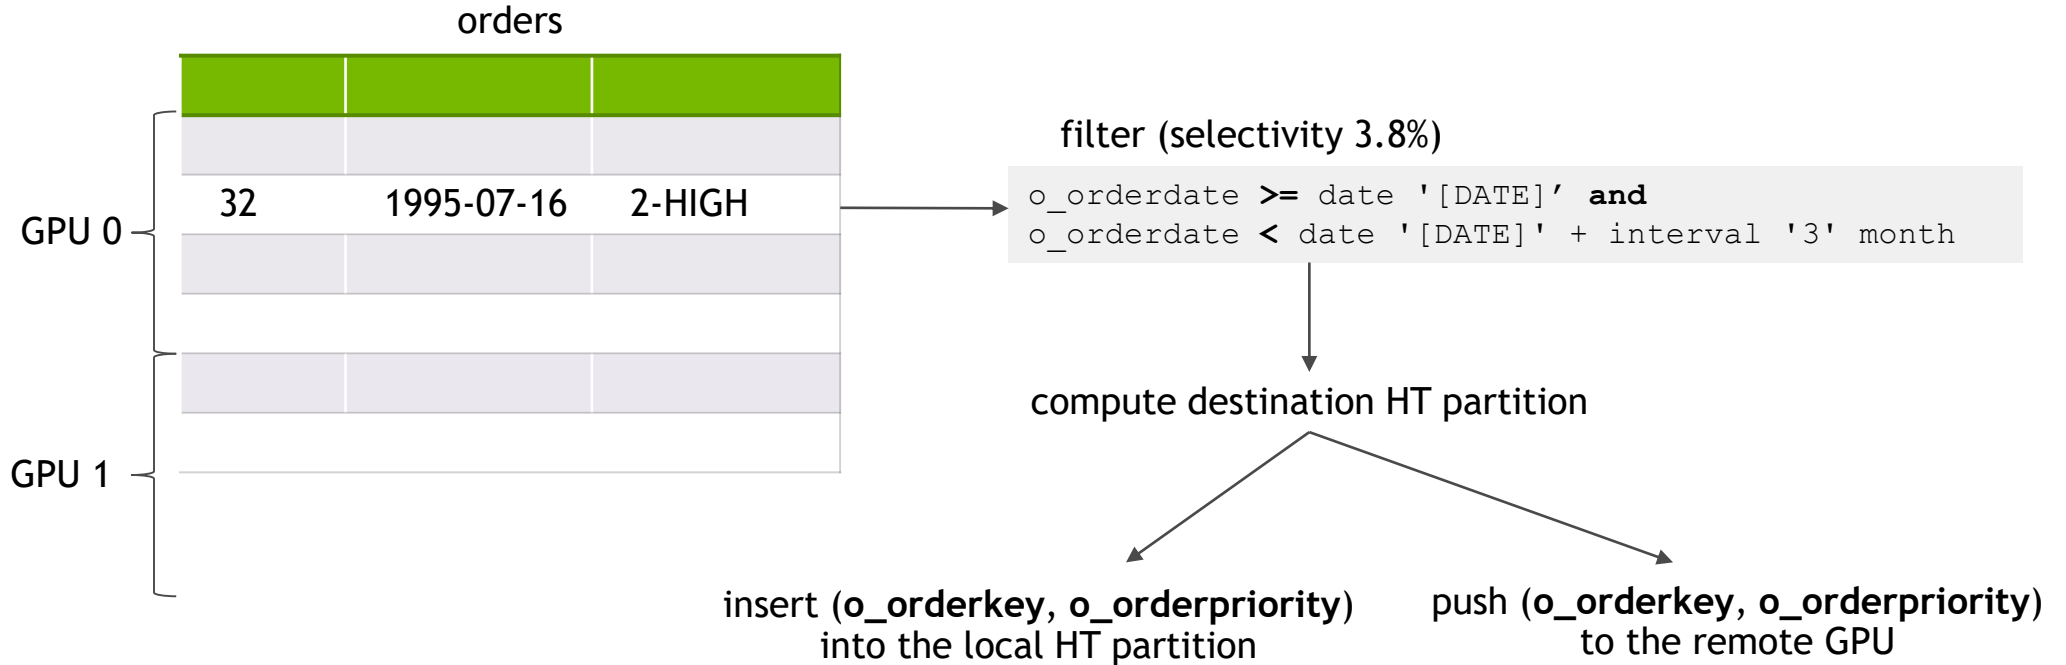 orders
32 1995-07-16 2-HIGH
GPU 0
GPU 1
filter (selectivity 3.8%)
o_orderdate >= date '[DATE]’ and
o_orderdate < date '[DATE]' + interval '3' month
compute destination HT partition
insert (o_orderkey, o_orderpriority)
into the local HT partition
push (o_orderkey, o_orderpriority)
to the remote GPU